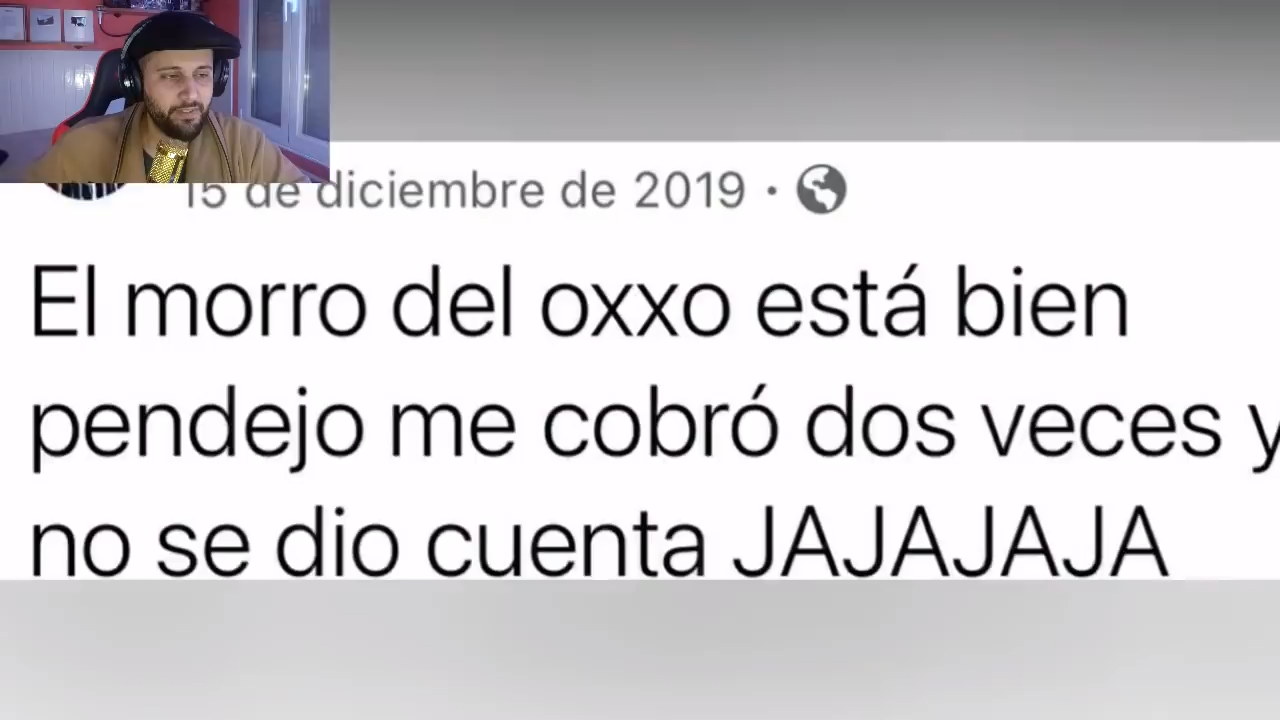 15 de diciembre de 2019 ·
El morro del oxxo está bien
pendejo me cobró dos veces y
no se dio cuenta JAJAJAJA